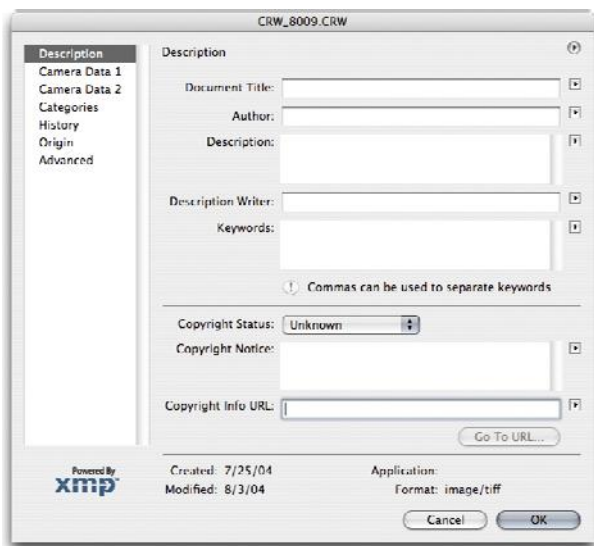 CRW_8009.CRW
Description
Camera Data 1
Camera Data 2
Categories
History
Origin
Advanced
Description
Document Title:
Author:
Description:
Description Writer:
Keywords:
Commas can be used to separate keywords
Copyright Status: Unknown
Copyright Notice:
Copyright Info URL:
Go To URL...
Powered By
xmp
Created: 7/25/04
Application:
Modified: 8/3/04
Format: image/tiff
Cancel
OK